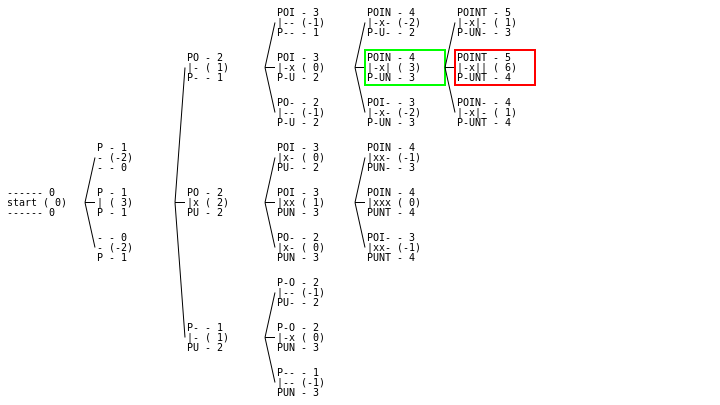 ------ 0
start ( 0)
------ 0
P - 1
- (-2)
- - 0
P - 1
| ( 3)
P - 1
- - 0
- (-2)
P - 1
PO - 2
|- ( 1)
P- - 1
PO - 2
|x ( 2)
PU - 2
P- - 1
|- ( 1)
PU - 2
POI - 3
|-- (-1)
P-- - 1
POI - 3
|-x ( 0)
P-U - 2
PO- - 2
|-- (-1)
P-U - 2
POI - 3
|x- ( 0)
PU- - 2
POI - 3
|xx ( 1)
PUN - 3
PO- - 2
|x- ( 0)
PUN - 3
P-O - 2
|-- (-1)
PU- - 2
P-O - 2
|-x ( 0)
PUN - 3
P-- - 1
|-- (-1)
PUN - 3
POIN - 4
|-x- (-2)
P-U- - 2
POIN - 4
|-x| ( 3)
P-UN - 3
POI- - 3
|-x- (-2)
P-UN - 3
POIN - 4
|xx- (-1)
PUN- - 3
POIN - 4
|xxx ( 0)
PUNT - 4
POI- - 3
|xx- (-1)
PUNT - 4
POINT - 5
|-x|- ( 1)
P-UN- - 3
POINT - 5
|-x|| ( 6)
P-UNT - 4
POIN- - 4
|-x|- ( 1)
P-UNT - 4